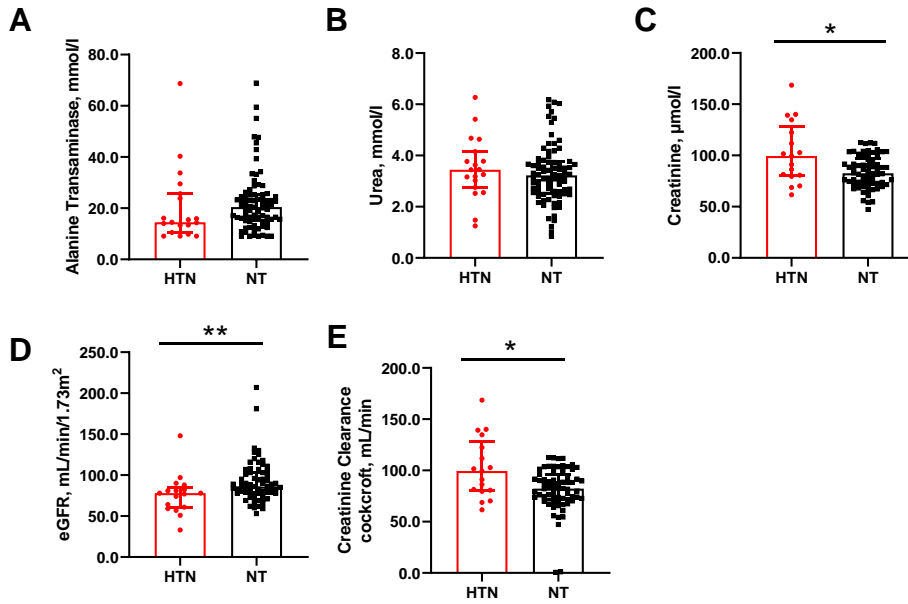 A
Alanine Transaminase, mmol/l
80.0
60.0
40.0
20.0
0.0
HTN NT
B
Urea, mmol/l
8.0
6.0
4.0
2.0
0.0
HTN NT
C
*
Creatinine, µmol/l
200.0
150.0
100.0
50.0
0.0
HTN NT
D
**
eGFR, mL/min/1.73m²
250.0
200.0
150.0
100.0
50.0
0.0
HTN NT
E
*
Creatinine Clearance
cockcroft, mL/min
200.0
150.0
100.0
50.0
0.0
HTN NT